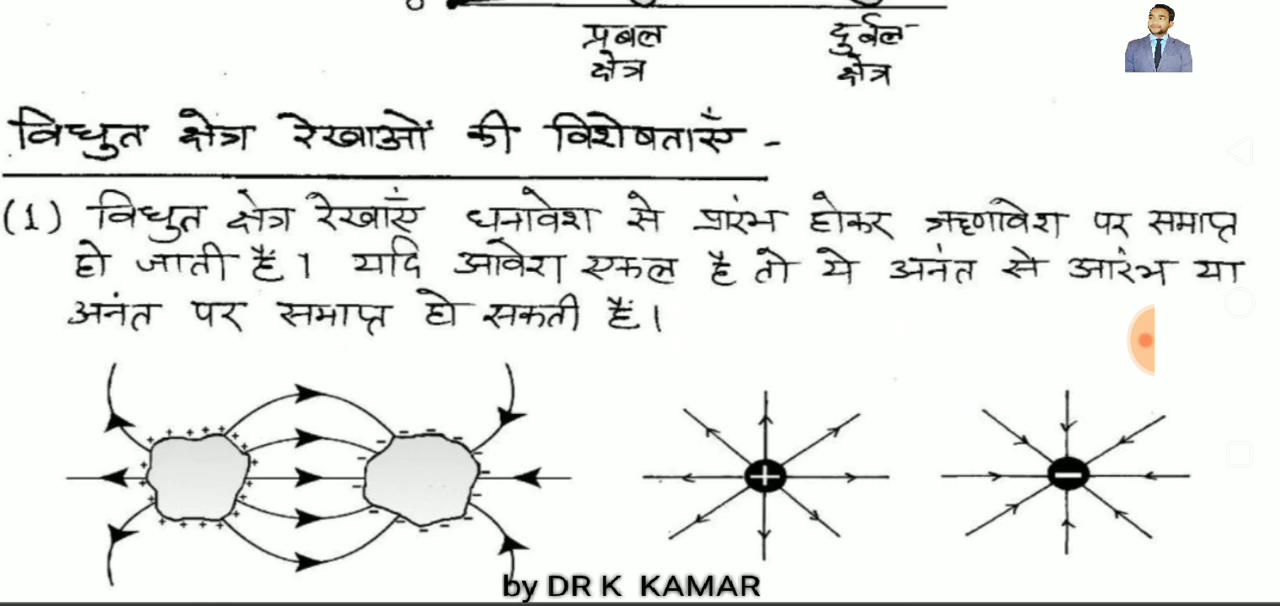 प्रबल दुर्बल
क्षेत्र क्षेत्र
विधुत क्षेत्र रेखाओं की विशेषताएँ -
(1) विधुत क्षेत्र रेखाएँ धनावेश से प्रारंभ होकर ऋणावेश पर समाप्त
हो जाती हैं। यदि आवेश एकल है तो ये अनंत से आरंभ या
अनंत पर समाप्त हो सकती हैं।
by DR K KAMAR